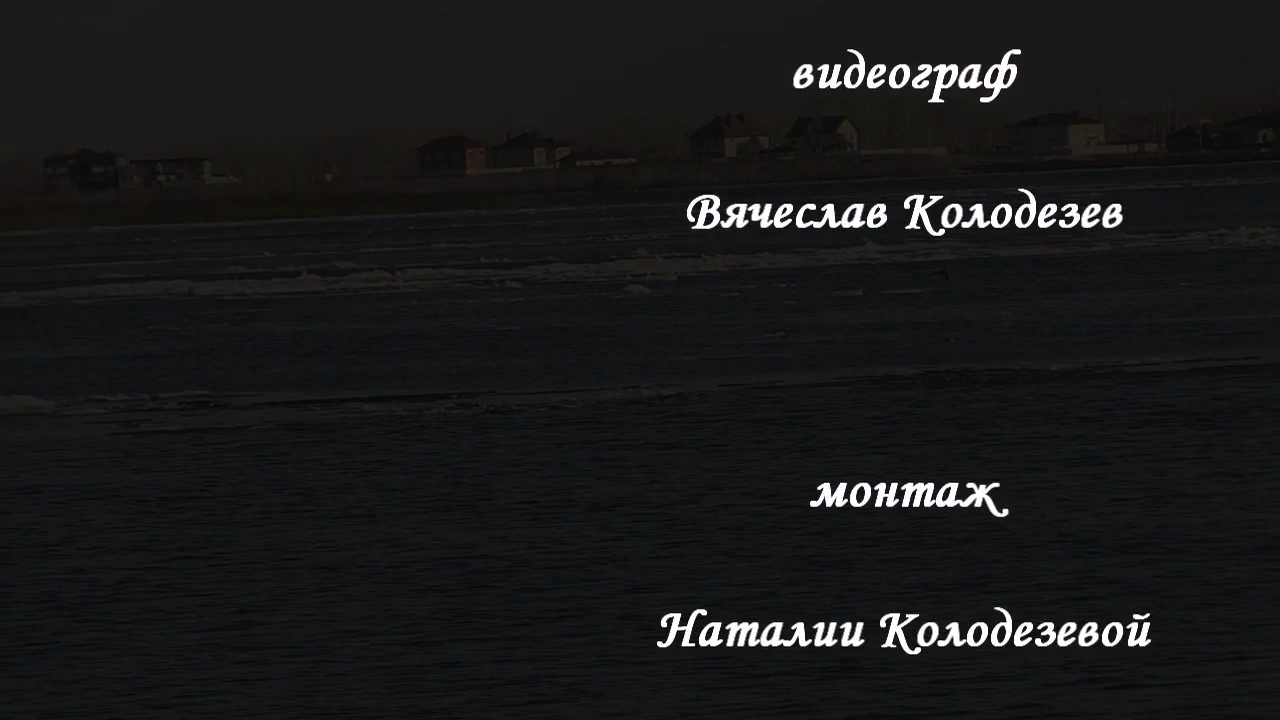 видеограф
Вячеслав Колодезев
монтаж
Наталии Колодезевой